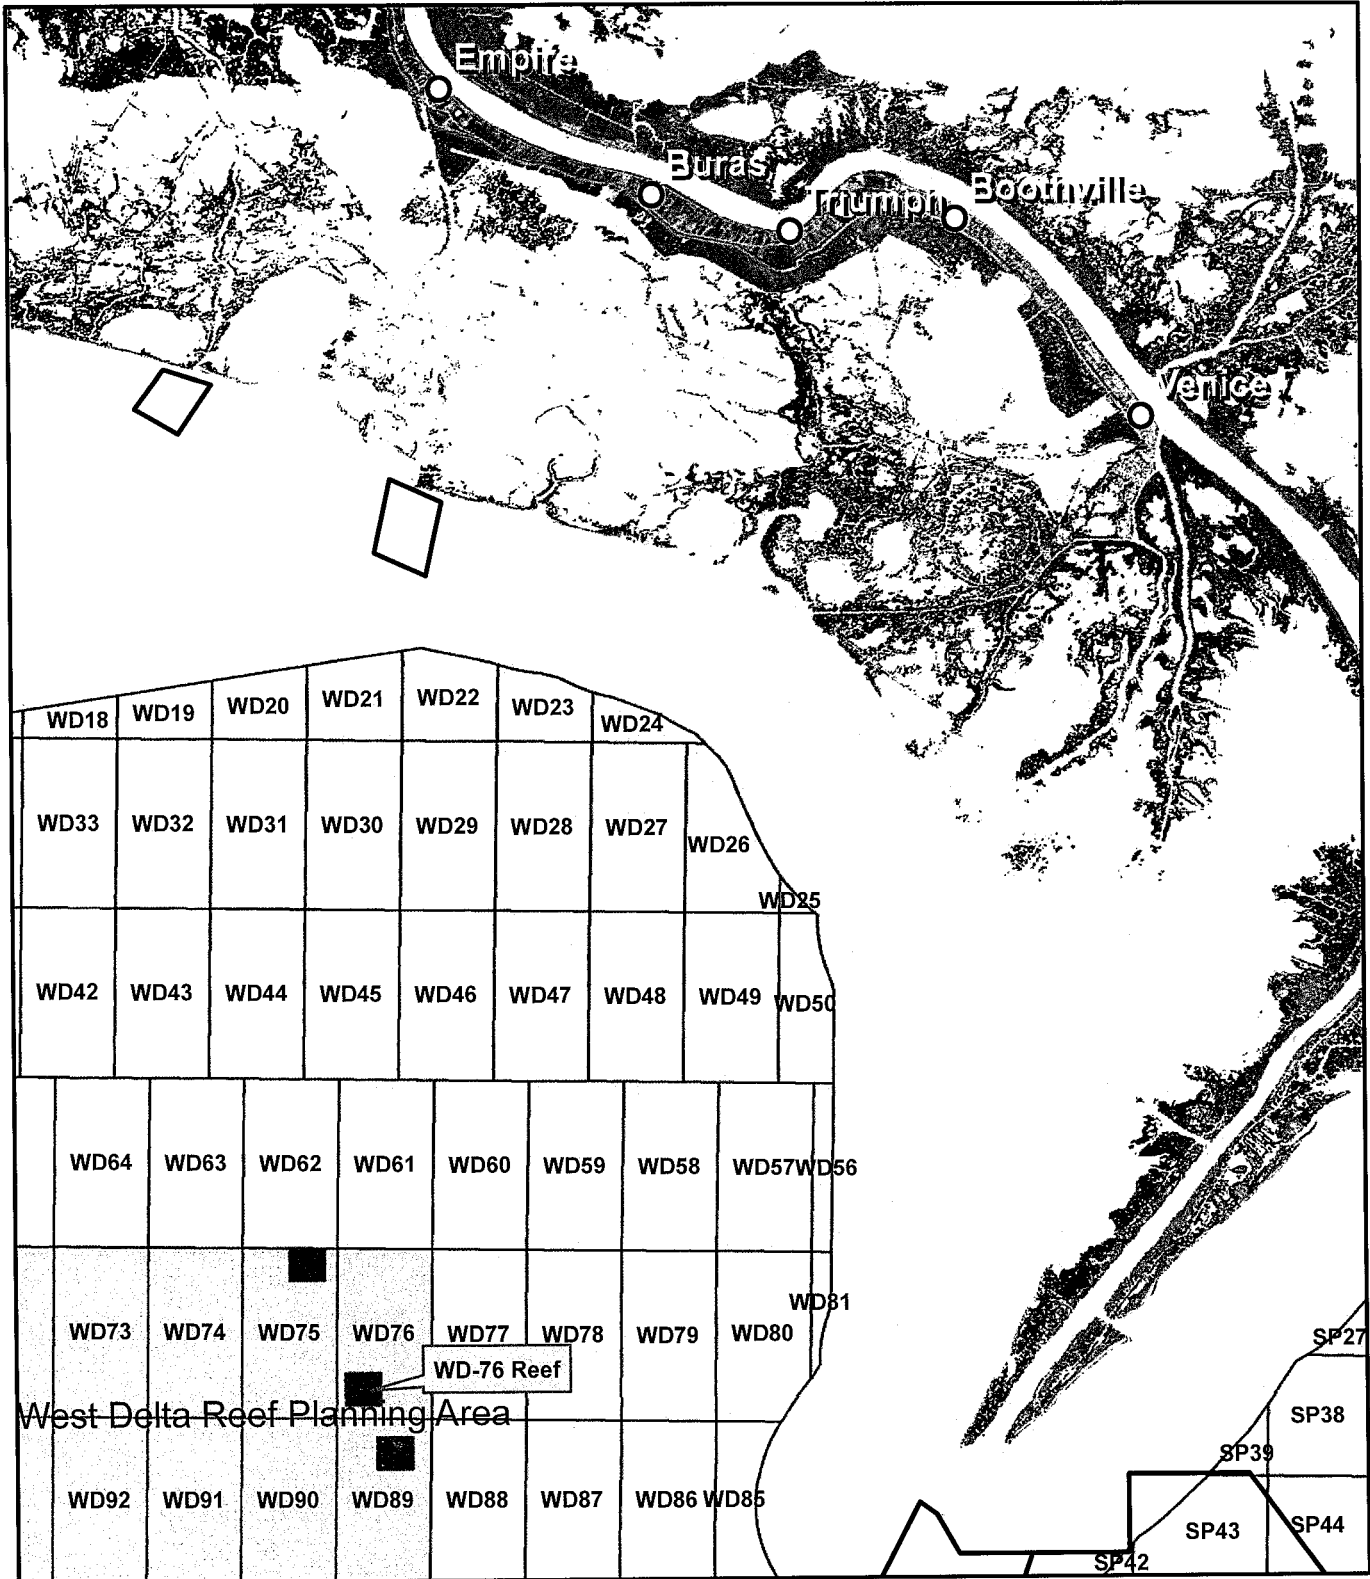 Empire
Buras
Triumph
Boothville
Venice
WD18 WD19 WD20 WD21 WD22 WD23 WD24
WD33 WD32 WD31 WD30 WD29 WD28 WD27 WD26
WD25
WD42 WD43 WD44 WD45 WD46 WD47 WD48 WD49 WD50
WD64 WD63 WD62 WD61 WD60 WD59 WD58 WD57 WD56
WD81
WD73 WD74 WD75 WD76 WD77 WD78 WD79 WD80
SP27
WD-76 Reef
West Delta Reef Planning Area
SP38
SP39
WD92 WD91 WD90 WD89 WD88 WD87 WD86 WD85
SP43 SP44
SP42